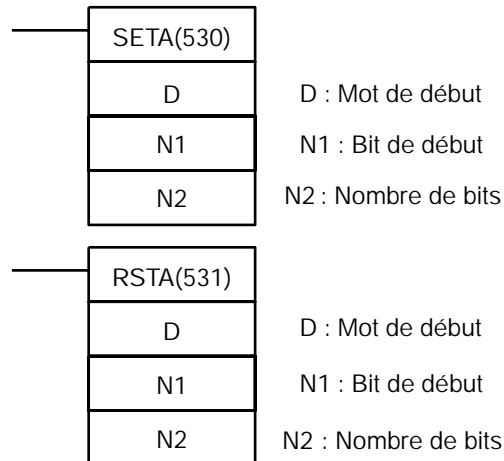 SETA(530)
D D : Mot de début
N1 N1 : Bit de début
N2 N2 : Nombre de bits
RSTA(531)
D D : Mot de début
N1 N1 : Bit de début
N2 N2 : Nombre de bits